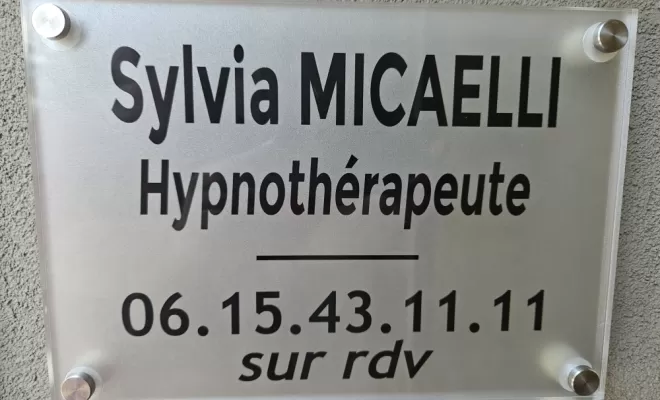 Sylvia MICAELLI
Hypnothérapeute
06.15.43.11.11
sur rdv